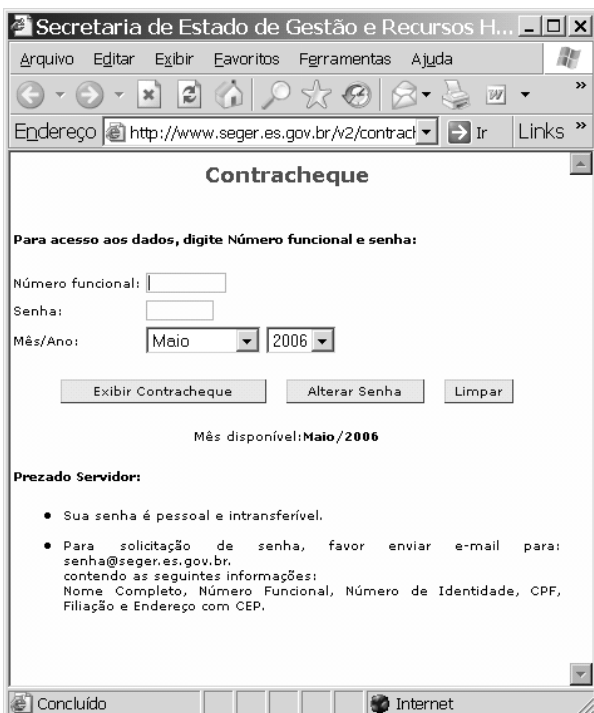 Secretaria de Estado de Gestão e Recursos H...
Arquivo Editar Exibir Favoritos Ferramentas Ajuda
Endereço http://www.seger.es.gov.br/v2/contrach Ir Links »
Contracheque
Para acesso aos dados, digite Número funcional e senha:
Número funcional:
Senha:
Mês/Ano: Maio 2006
Exibir Contracheque Alterar Senha Limpar
Mês disponível:Maio/2006
Prezado Servidor:
• Sua senha é pessoal e intransferível.
• Para solicitação de senha, favor enviar e-mail para:
senha@seger.es.gov.br.
contendo as seguintes informações:
Nome Completo, Número Funcional, Número de Identidade, CPF,
Filiação e Endereço com CEP.
Concluído Internet